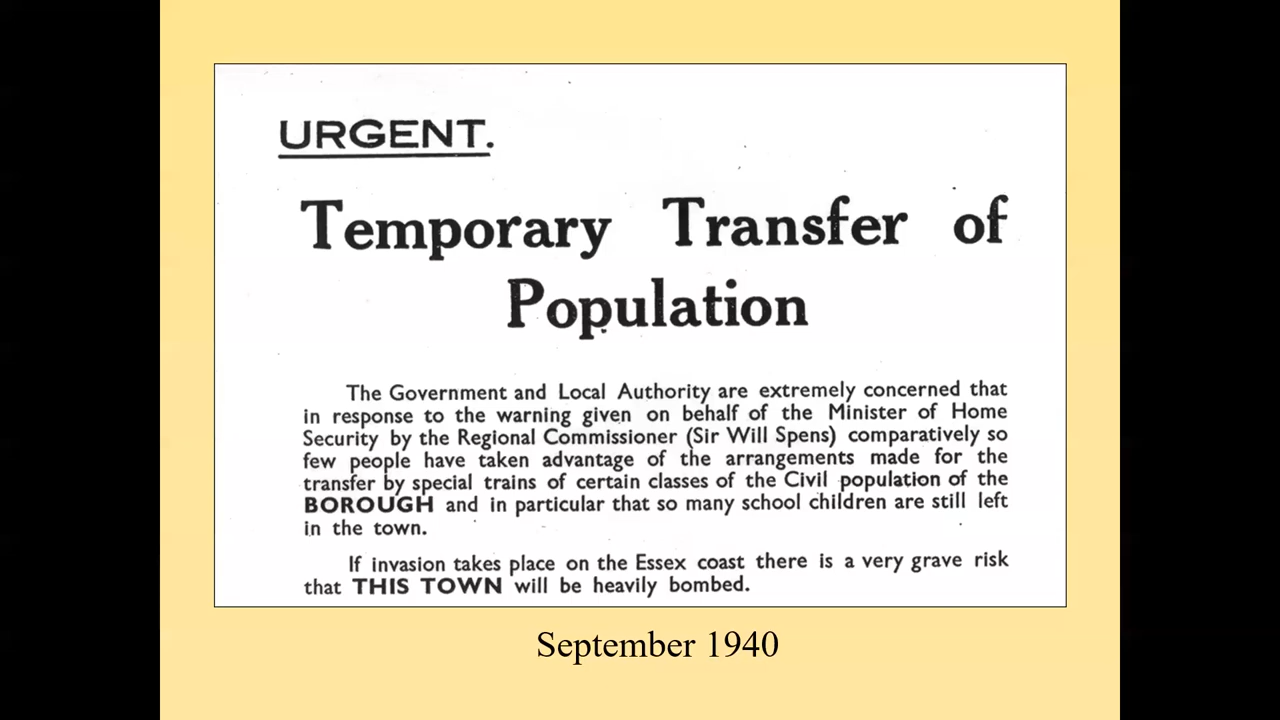 URGENT.
Temporary Transfer of
Population
The Government and Local Authority are extremely concerned that
in response to the warning given on behalf of the Minister of Home
Security by the Regional Commissioner (Sir Will Spens) comparatively so
few people have taken advantage of the arrangements made for the
transfer by special trains of certain classes of the Civil population of the
BOROUGH and in particular that so many school children are still left
in the town.
If invasion takes place on the Essex coast there is a very grave risk
that THIS TOWN will be heavily bombed.
September 1940